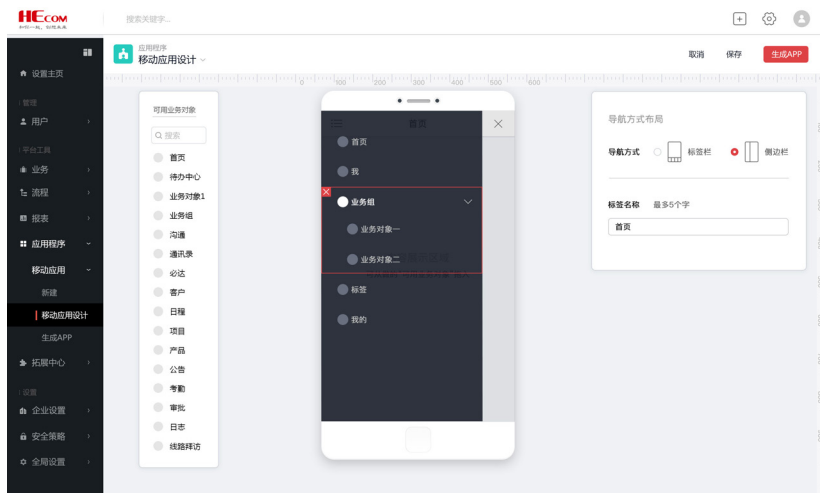 HECOM
搜索关键字...
应用程序
移动应用设计
取消 保存 生成APP
设置主页
管理
用户
平台工具
业务
流程
报表
应用程序
移动应用
新建
移动应用设计
生成APP
拓展中心
设置
企业设置
安全策略
全局设置
0 100 200 300 400 500 600
可用业务对象
搜索
首页
待办中心
业务对象1
业务组
沟通
通讯录
必达
客户
日程
项目
产品
公告
考勤
审批
日志
线路拜访
首页
首页
我
业务组
业务对象一
业务对象二
标签
我的
导航方式布局
导航方式 标签栏 侧边栏
标签名称 最多5个字
首页